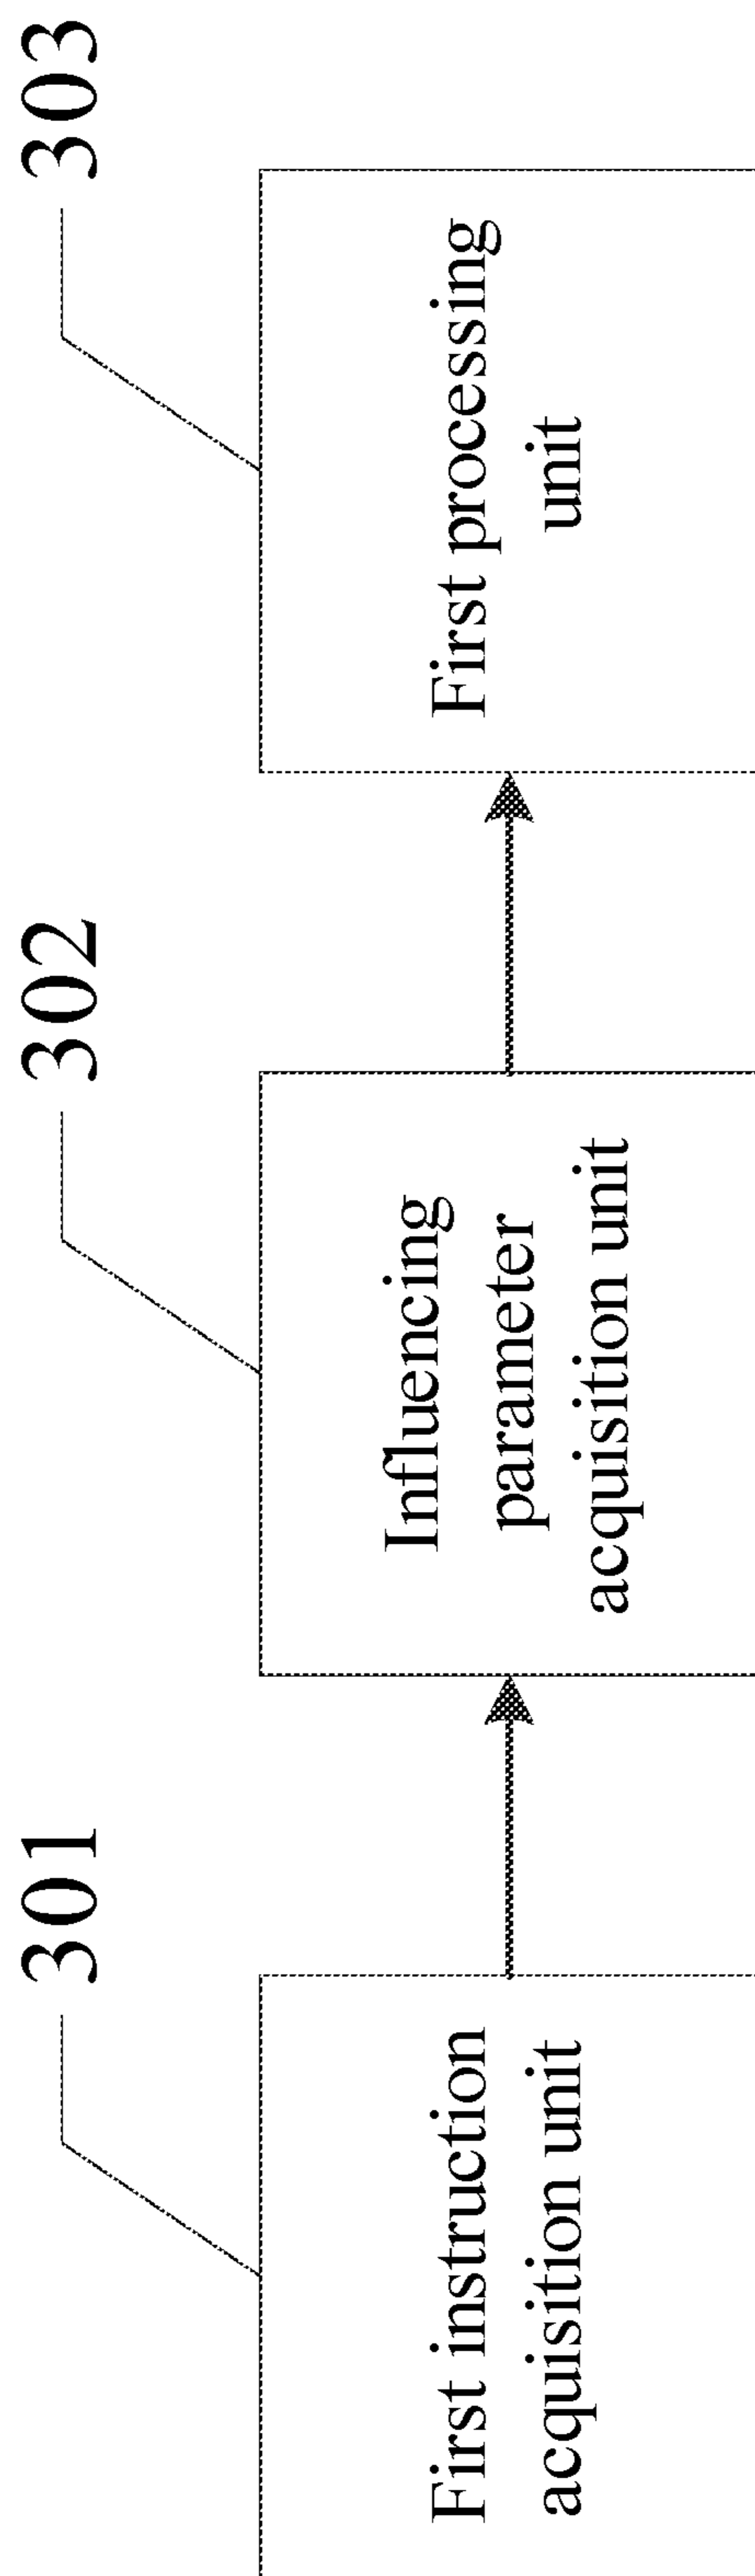 301
302
303
First instruction
acquisition unit
Influencing
parameter
acquisition unit
First processing
unit